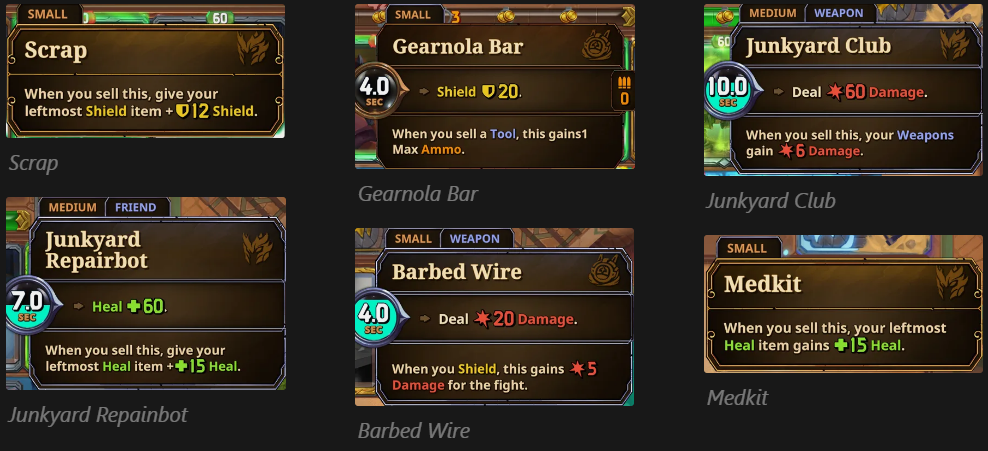 60
SMALL
Scrap
When you sell this, give your
leftmost Shield item + 12 Shield.
Scrap
3
SMALL
Gearnola Bar
4.0
SEC
Shield 20.
0
When you sell a Tool, this gains1
Max Ammo.
Gearnola Bar
60
MEDIUM WEAPON
Junkyard Club
10.0
SEC
Deal 60 Damage.
When you sell this, your Weapons
gain 6 Damage.
Junkyard Club
MEDIUM FRIEND
Junkyard
Repairbot
7.0
SEC
Heal 60.
When you sell this, give your
leftmost Heal item + 15 Heal.
Junkyard Repainbot
SMALL WEAPON
Barbed Wire
4.0
SEC
Deal 20 Damage.
When you Shield, this gains 5
Damage for the fight.
Barbed Wire
SMALL
Medkit
When you sell this, your leftmost
Heal item gains 15 Heal.
Medkit